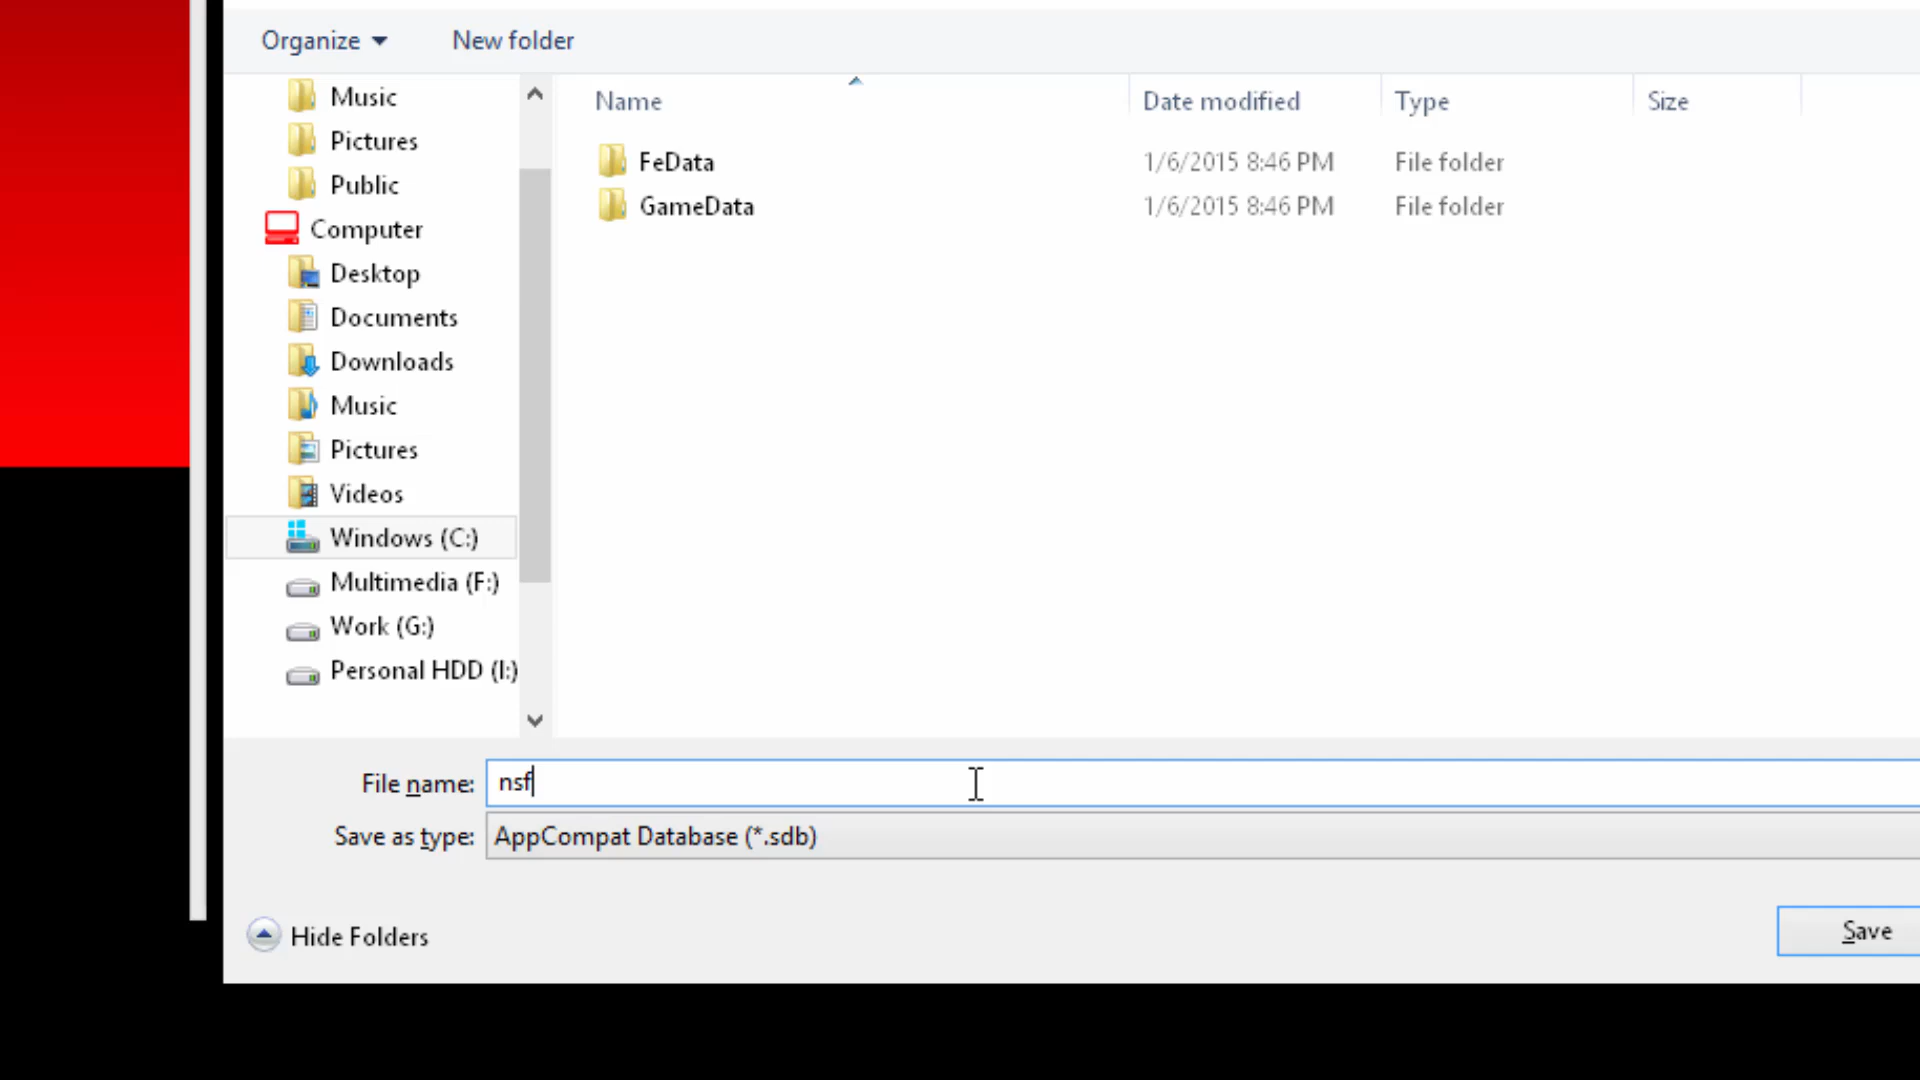 Organize New folder
Name Date modified Type Size
Music
Pictures
Public
Computer
Desktop
Documents
Downloads
Music
Pictures
Videos
Windows (C:)
Multimedia (F:)
Work (G:)
Personal HDD (I:)
FeData 1/6/2015 8:46 PM File folder
GameData 1/6/2015 8:46 PM File folder
File name: nsf
Save as type: AppCompat Database (*.sdb)
Hide Folders
Save